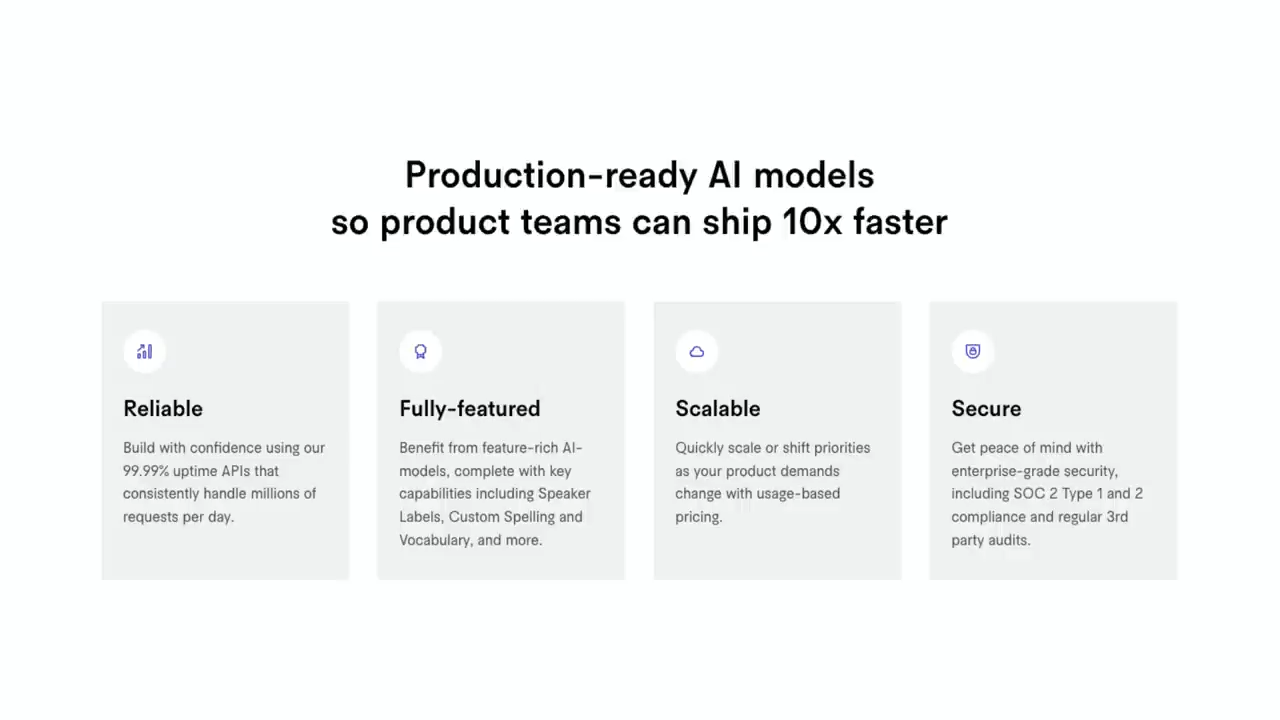 Production-ready AI models
so product teams can ship 10x faster
Reliable
Build with confidence using our
99.99% uptime APIs that
consistently handle millions of
requests per day.
Fully-featured
Benefit from feature-rich AI-
models, complete with key
capabilities including Speaker
Labels, Custom Spelling and
Vocabulary, and more.
Scalable
Quickly scale or shift priorities
as your product demands
change with usage-based
pricing.
Secure
Get peace of mind with
enterprise-grade security,
including SOC 2 Type 1 and 2
compliance and regular 3rd
party audits.